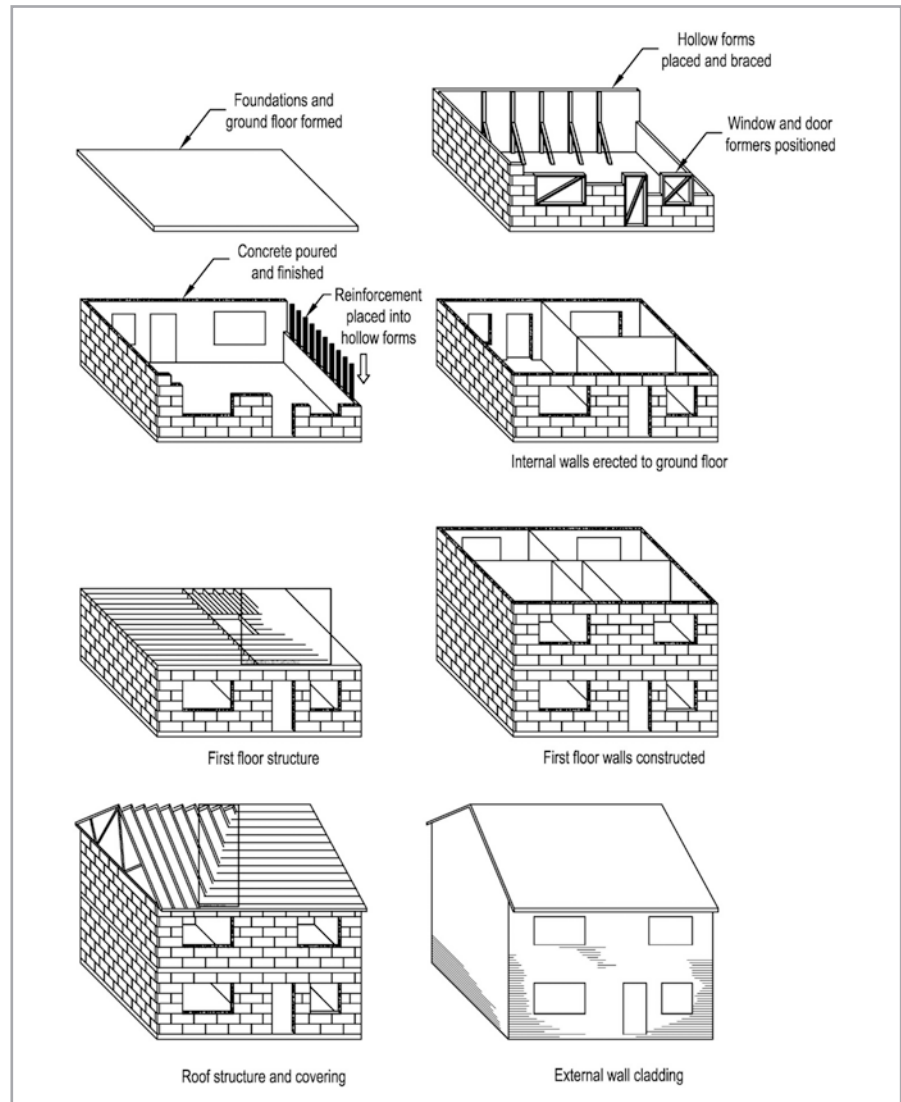 Foundations and
ground floor formed
Hollow forms
placed and braced
Window and door
formers positioned
Concrete poured
and finished
Reinforcement
placed into
hollow forms
Internal walls erected to ground floor
First floor structure
First floor walls constructed
Roof structure and covering
External wall cladding